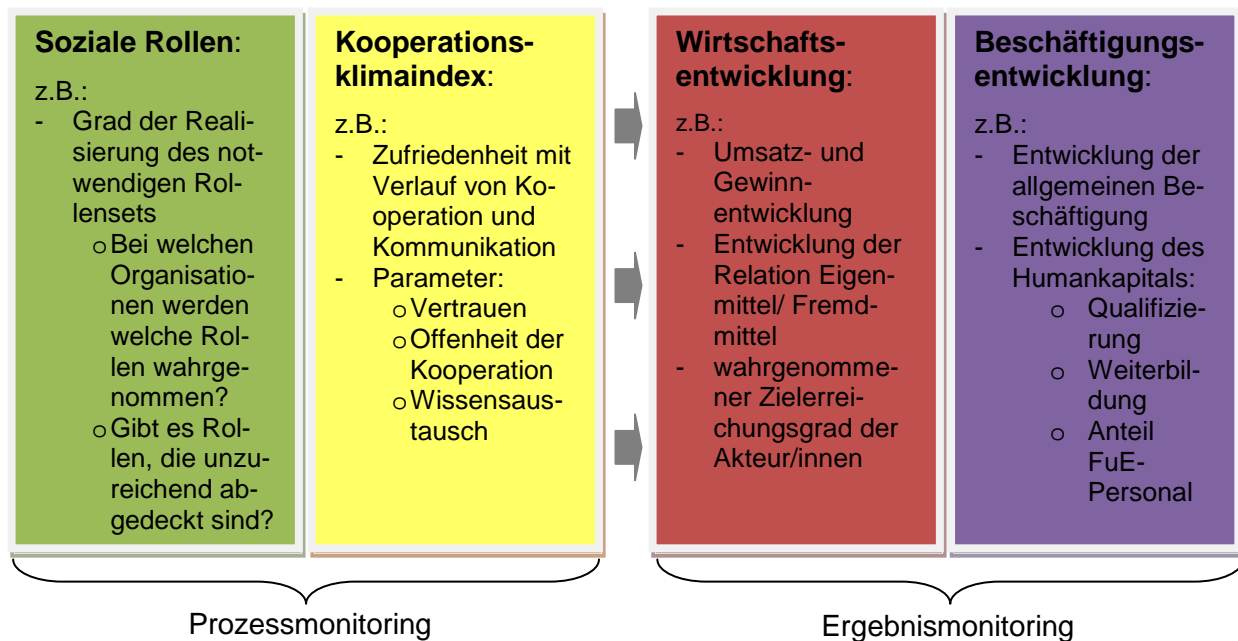 Soziale Rollen:
z.B.:
- Grad der Reali-
sierung des not-
wendigen Rol-
lensets
o Bei welchen
Organisatio-
nen werden
welche Rol-
len wahrge-
nommen?
o Gibt es Rol-
len, die unzu-
reichend ab-
gedeckt sind?
Kooperations-
klimaindex:
z.B.:
- Zufriedenheit mit
Verlauf von Ko-
operation und
Kommunikation
- Parameter:
o Vertrauen
o Offenheit der
Kooperation
o Wissensaus-
tausch
Wirtschafts-
entwicklung:
z.B.:
- Umsatz- und
Gewinn-
entwicklung
- Entwicklung der
Relation Eigen-
mittel/ Fremd-
mittel
- wahrgenomme-
ner Zielerrei-
chungsgrad der
Akteur/innen
Beschäftigungs-
entwicklung:
z.B.:
- Entwicklung der
allgemeinen Be-
schäftigung
- Entwicklung des
Humankapitals:
o Qualifizie-
rung
o Weiterbil-
dung
o Anteil
FuE-
Personal
Prozessmonitoring
Ergebnismonitoring